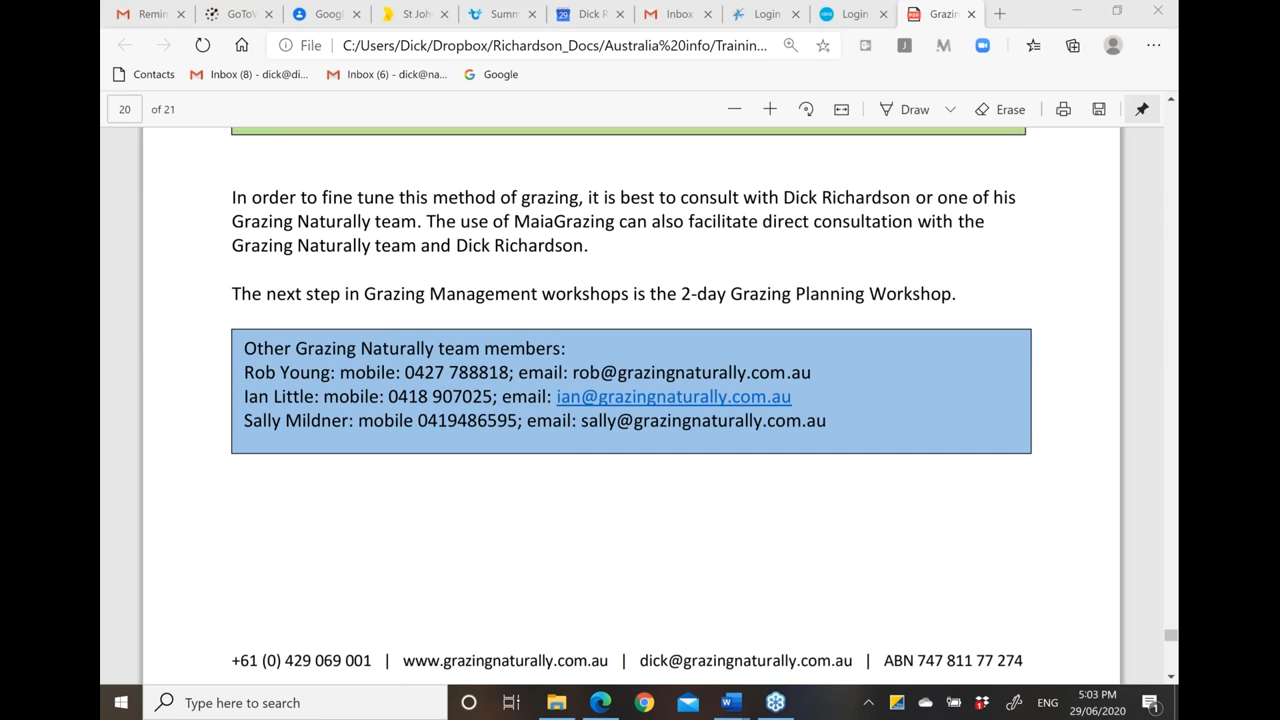 Remin
GoToW
Googl
St Joh
Summ
Dick R
Inbox
Login
Login
Grazin
File
C:/Users/Dick/Dropbox/Richardson_Docs/Australia%20info/Trainin...
Contacts
Inbox (8) - dick@di...
Inbox (6) - dick@na...
Google
20 of 21
Draw
Erase
In order to fine tune this method of grazing, it is best to consult with Dick Richardson or one of his
Grazing Naturally team. The use of MaiaGrazing can also facilitate direct consultation with the
Grazing Naturally team and Dick Richardson.
The next step in Grazing Management workshops is the 2-day Grazing Planning Workshop.
Other Grazing Naturally team members:
Rob Young: mobile: 0427 788818; email: rob@grazingnaturally.com.au
Ian Little: mobile: 0418 907025; email: ian@grazingnaturally.com.au
Sally Mildner: mobile 0419486595; email: sally@grazingnaturally.com.au
+61 (0) 429 069 001 | www.grazingnaturally.com.au | dick@grazingnaturally.com.au | ABN 747 811 77 274
Type here to search
ENG
5:03 PM
29/06/2020